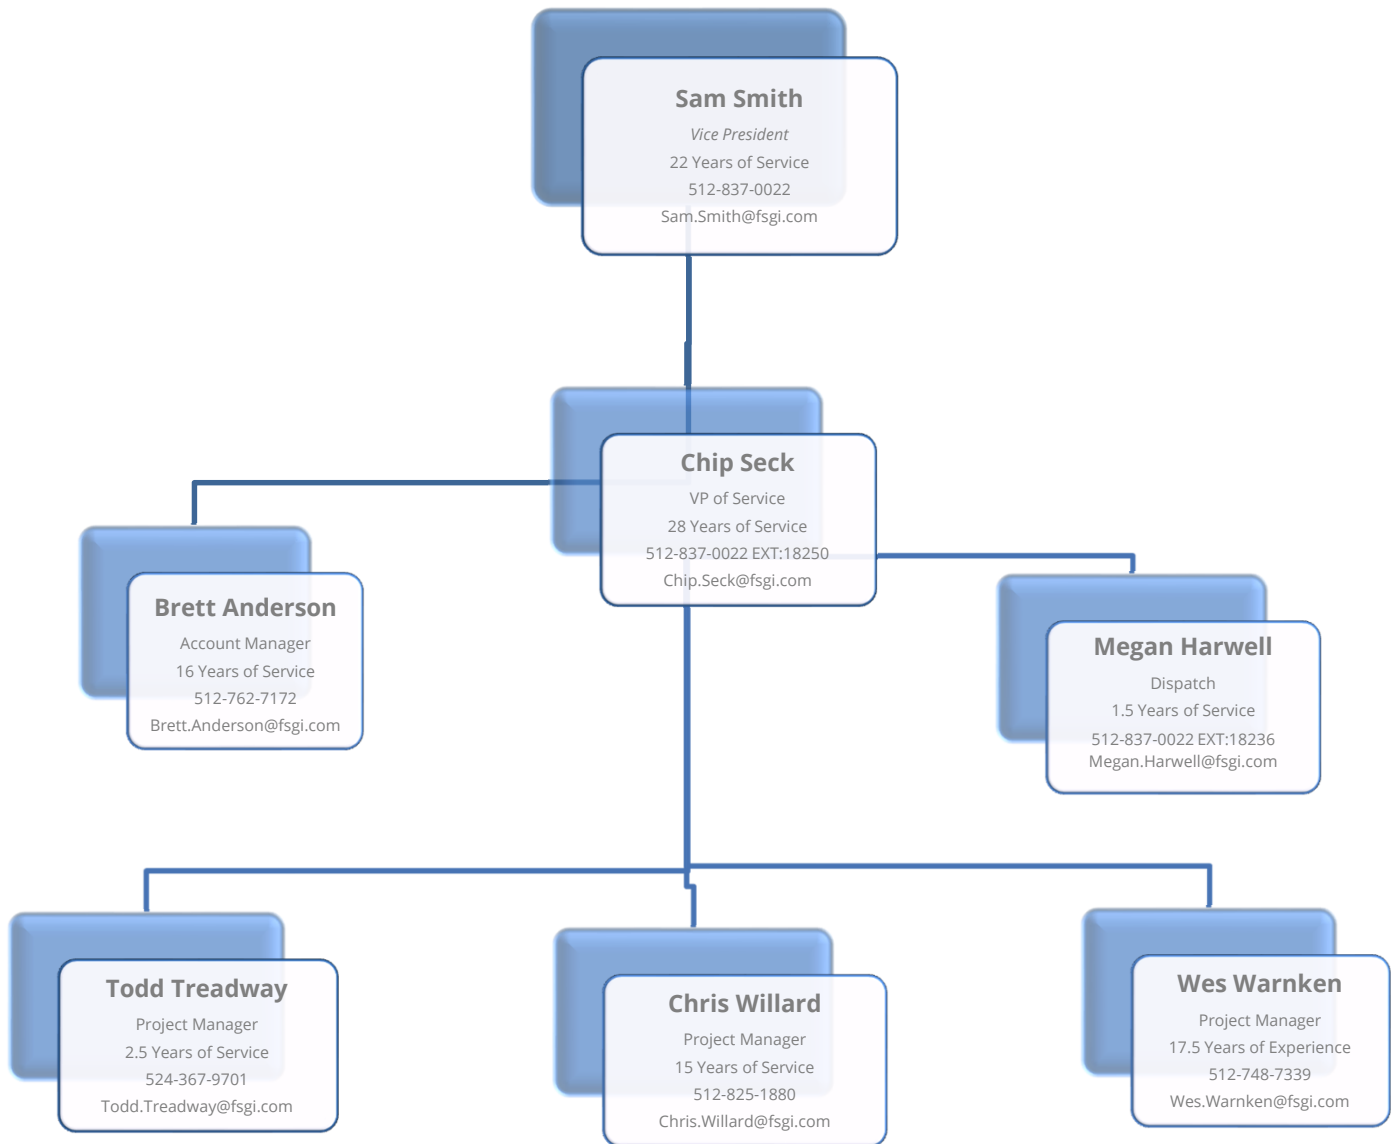 Sam Smith
Vice President
22 Years of Service
512-837-0022
Sam.Smith@fsgi.com
Chip Seck
VP of Service
28 Years of Service
512-837-0022 EXT:18250
Chip.Seck@fsgi.com
Brett Anderson
Account Manager
16 Years of Service
512-762-7172
Brett.Anderson@fsgi.com
Megan Harwell
Dispatch
1.5 Years of Service
512-837-0022 EXT:18236
Megan.Harwell@fsgi.com
Todd Treadway
Project Manager
2.5 Years of Service
524-367-9701
Todd.Treadway@fsgi.com
Chris Willard
Project Manager
15 Years of Service
512-825-1880
Chris.Willard@fsgi.com
Wes Warnken
Project Manager
17.5 Years of Experience
512-748-7339
Wes.Warnken@fsgi.com